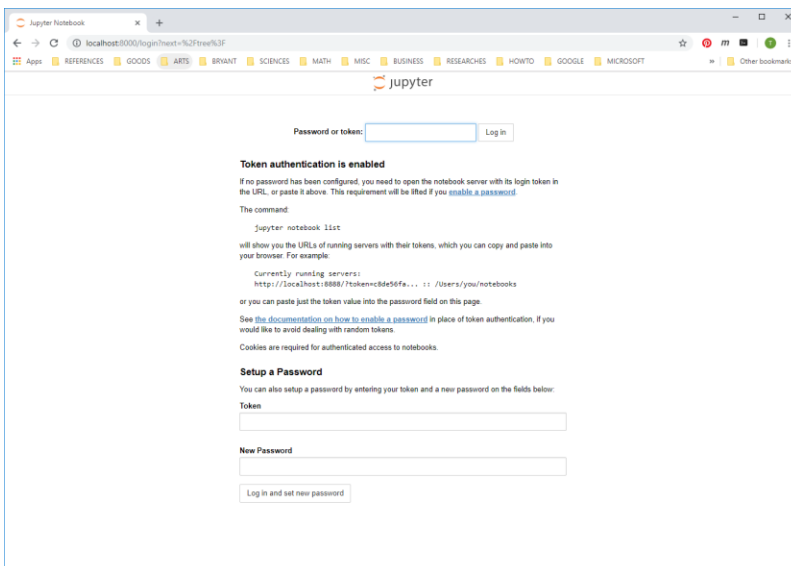 Jupyter Notebook
localhost:8000/login?next=%2Ftree%3F
Apps REFERENCES GOODS ARTS BRYANT SCIENCES MATH MISC BUSINESS RESEARCHES HOWTO GOOGLE MICROSOFT » Other bookmarks
jupyter
Password or token: Log in
Token authentication is enabled
If no password has been configured, you need to open the notebook server with its login token in
the URL, or paste it above. This requirement will be lifted if you enable a password.
The command:
jupyter notebook list
will show you the URLs of running servers with their tokens, which you can copy and paste into
your browser. For example:
Currently running servers:
http://localhost:8888/?token=c8de56fa... :: /Users/you/notebooks
or you can paste just the token value into the password field on this page.
See the documentation on how to enable a password in place of token authentication, if you
would like to avoid dealing with random tokens.
Cookies are required for authenticated access to notebooks.
Setup a Password
You can also setup a password by entering your token and a new password on the fields below:
Token
New Password
Log in and set new password